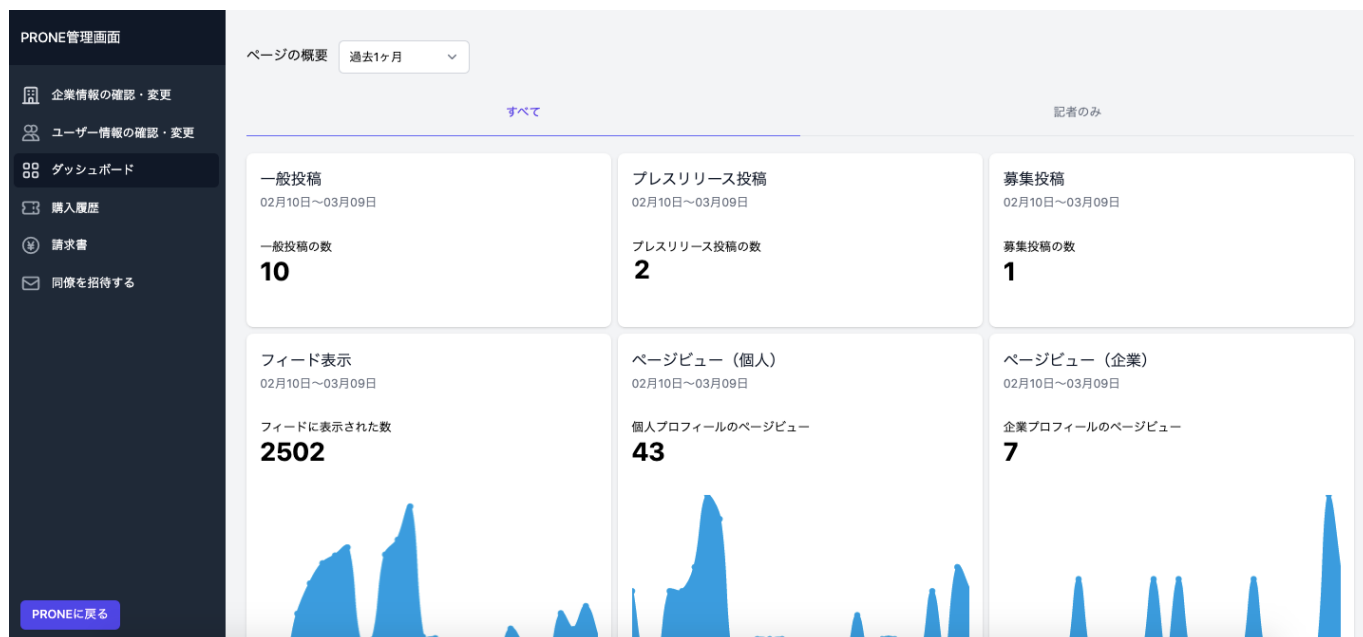 PRONE管理画面
企業情報の確認・変更
ユーザー情報の確認・変更
ダッシュボード
購入履歴
請求書
同僚を招待する
PRONEに戻る
ページの概要
過去1ヶ月
すべて
記者のみ
一般投稿
02月10日〜03月09日
一般投稿の数
10
プレスリリース投稿
02月10日〜03月09日
プレスリリース投稿の数
2
募集投稿
02月10日〜03月09日
募集投稿の数
1
フィード表示
02月10日〜03月09日
フィードに表示された数
2502
ページビュー（個人）
02月10日〜03月09日
個人プロフィールのページビュー
43
ページビュー（企業）
02月10日〜03月09日
企業プロフィールのページビュー
7